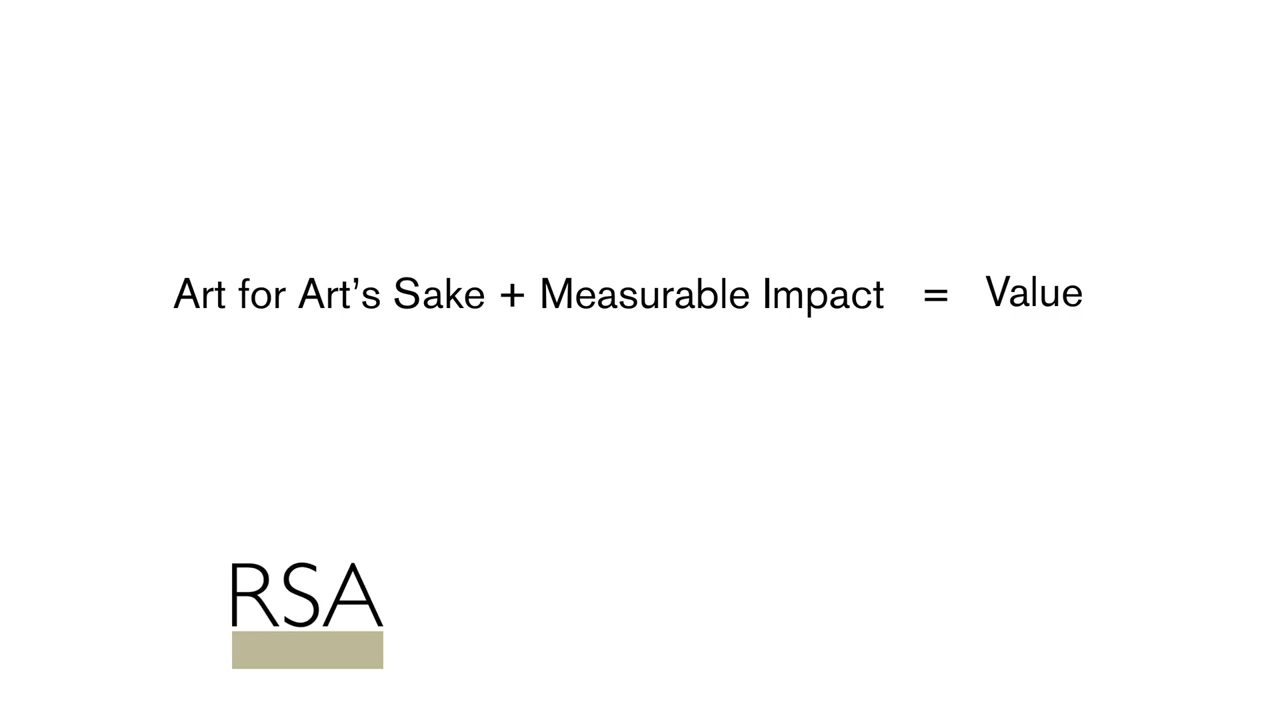 Art for Art’s Sake + Measurable Impact = Value
RSA